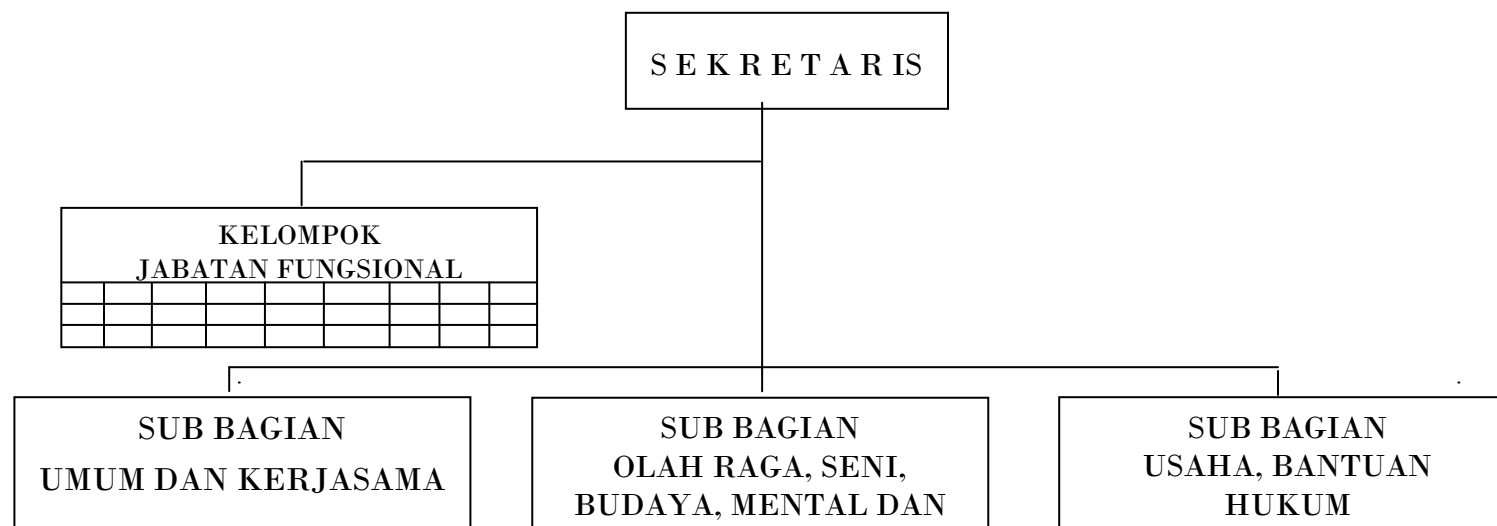 S E K R E T A R IS
KELOMPOK
JABATAN FUNGSIONAL
SUB BAGIAN
UMUM DAN KERJASAMA
SUB BAGIAN
OLAH RAGA, SENI,
BUDAYA, MENTAL DAN
SUB BAGIAN
USAHA, BANTUAN
HUKUM